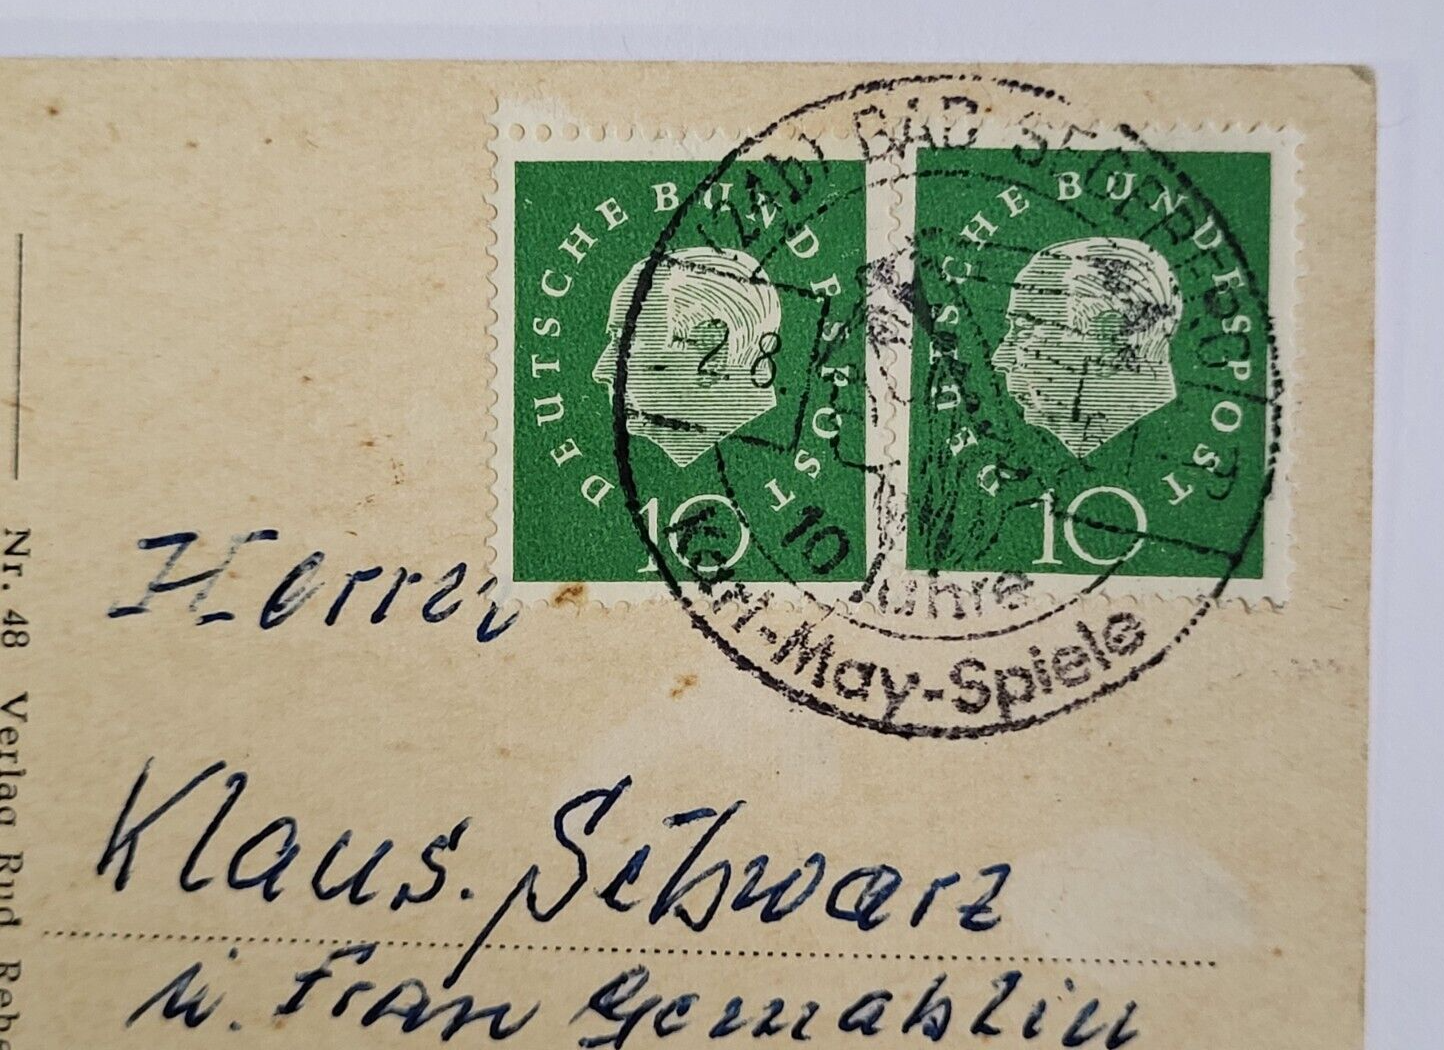 DEUTSCHE BUNDESPOST
10
DEUTSCHE BUNDESPOST
10
(24b) BAD SEGEBERG
-2.8.
10 Jahre
Karl-May-Spiele
Herrn
Klaus. Schwarz
u. Frau Gemahlin
Nr. 48 Verlag Rud